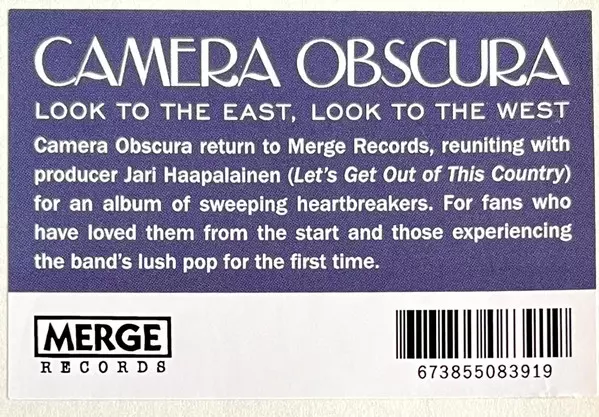 CAMERA OBSCURA
LOOK TO THE EAST, LOOK TO THE WEST
Camera Obscura return to Merge Records, reuniting with
producer Jari Haapalainen (Let's Get Out of This Country)
for an album of sweeping heartbreakers. For fans who
have loved them from the start and those experiencing
the band's lush pop for the first time.
MERGE
RECORDS
673855083919